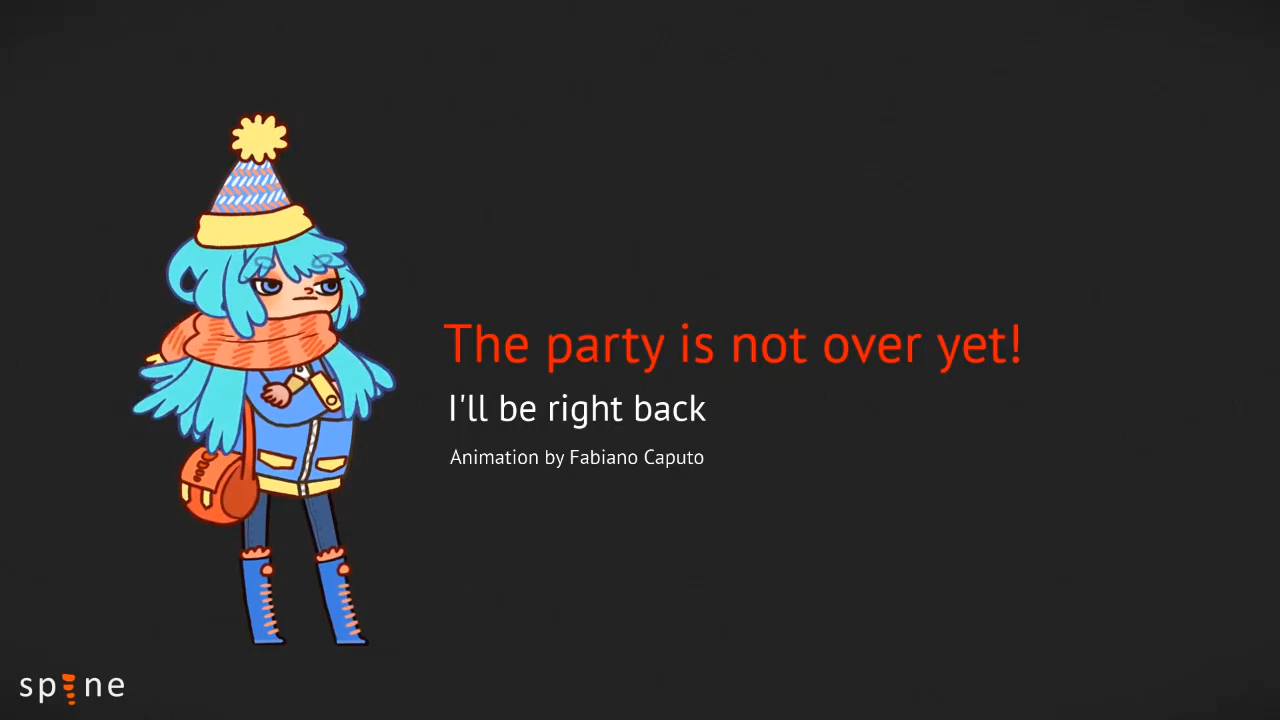 The party is not over yet!
I'll be right back
Animation by Fabiano Caputo
spine